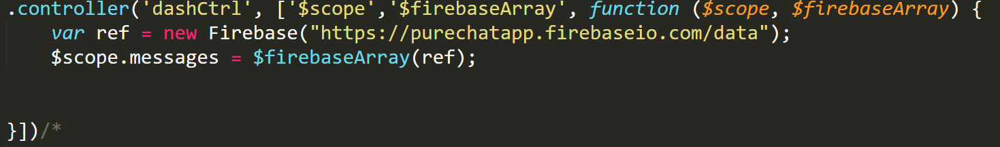 .controller('dashCtrl', ['$scope','$firebaseArray', function ($scope, $firebaseArray) {
var ref = new Firebase("https://purechatapp.firebaseio.com/data");
$scope.messages = $firebaseArray(ref);
}])/*